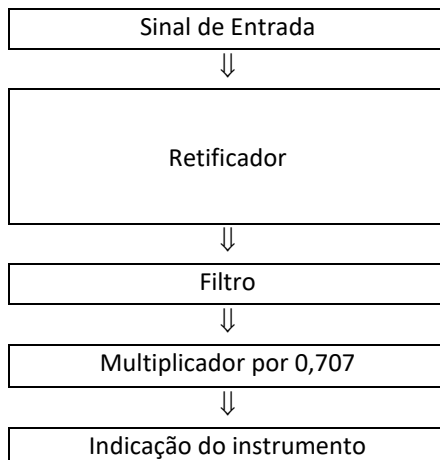 Sinal de Entrada
⇓
Retificador
⇓
Filtro
⇓
Multiplicador por 0,707
⇓
Indicação do instrumento